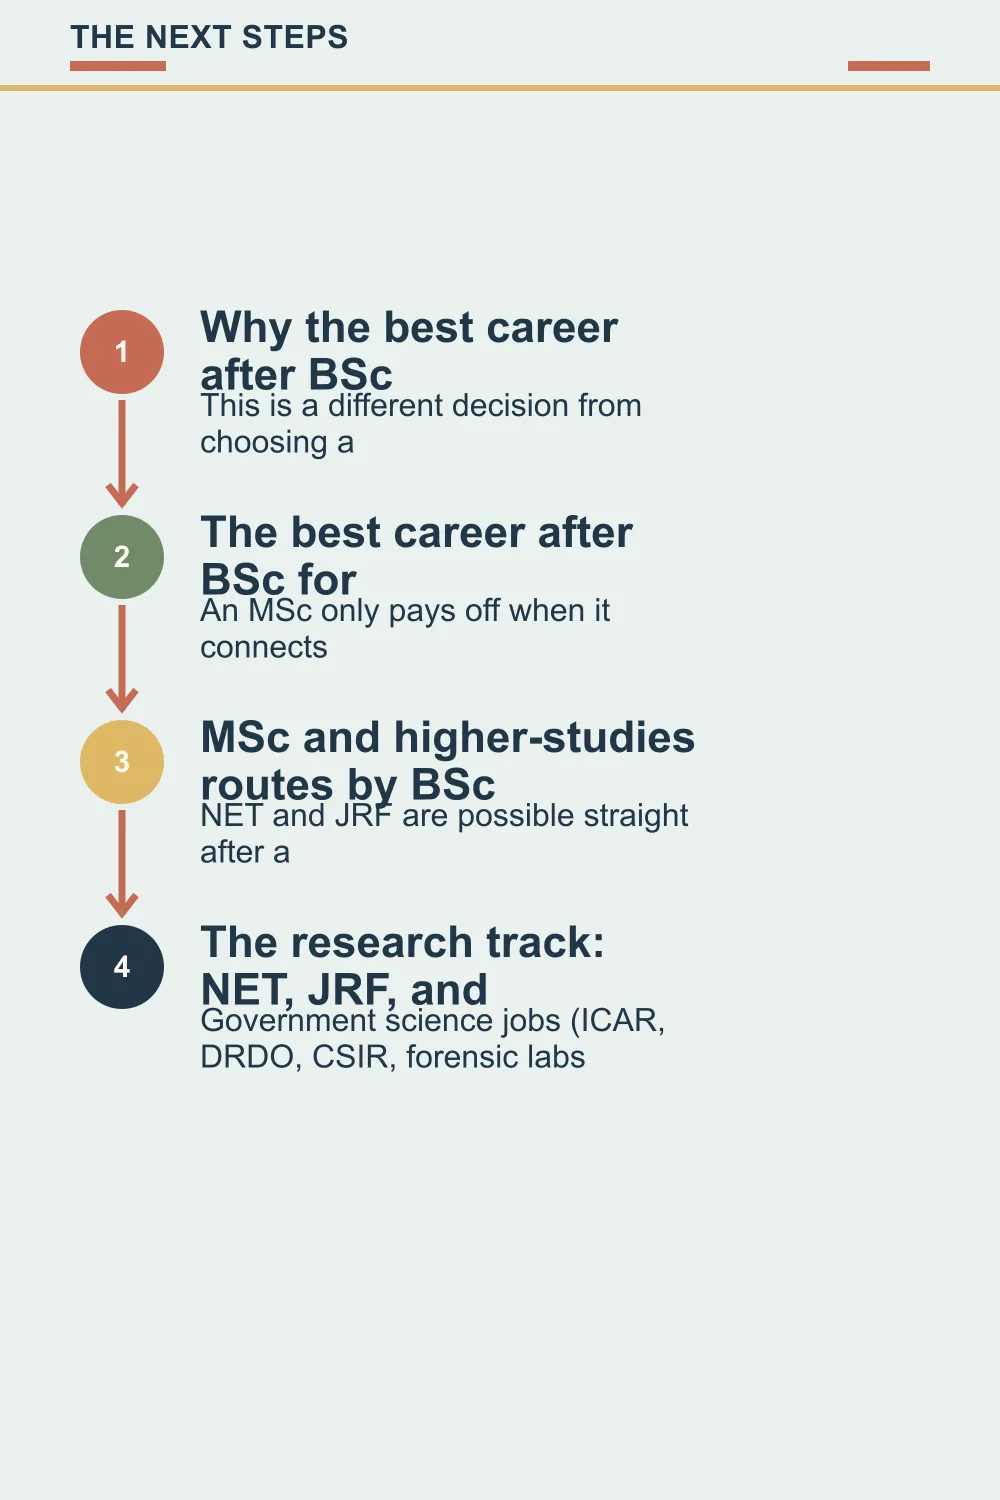 THE NEXT STEPS
1
Why the best career
after BSc
This is a different decision from
choosing a
2
The best career after
BSc for
An MSc only pays off when it
connects
3
MSc and higher-studies
routes by BSc
NET and JRF are possible straight
after a
4
The research track:
NET, JRF, and
Government science jobs (ICAR,
DRDO, CSIR, forensic labs